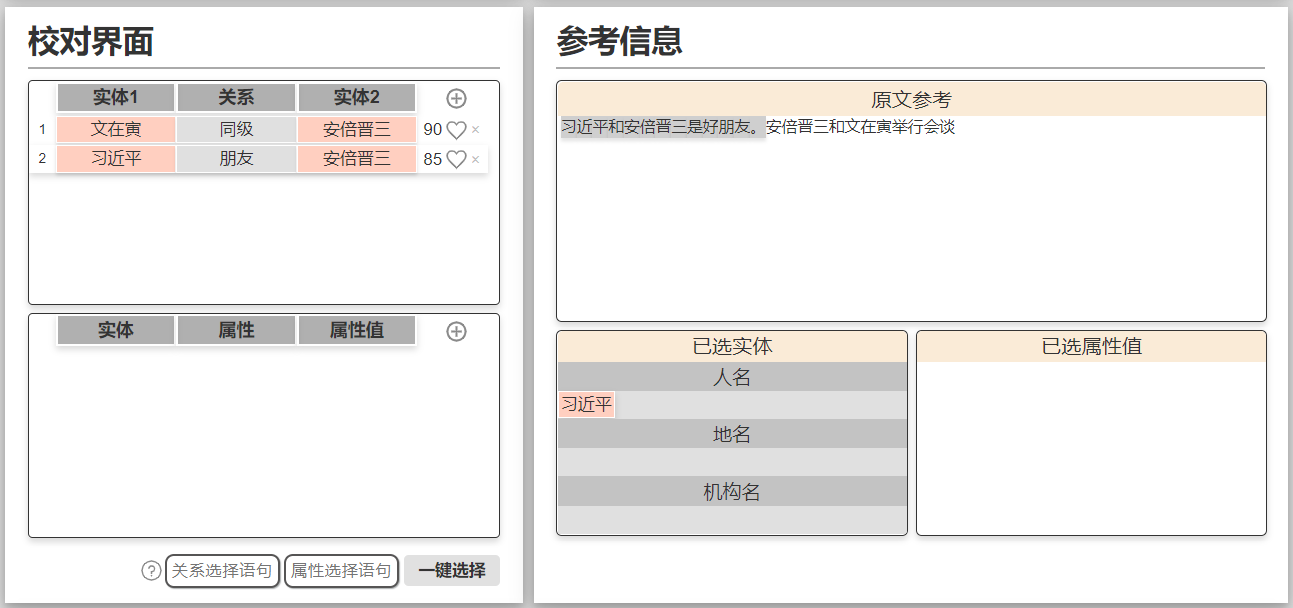 校对界面
实体1 关系 实体2
1 文在寅 同级 安倍晋三 90 ×
2 习近平 朋友 安倍晋三 85 ×
实体 属性 属性值
? 关系选择语句 属性选择语句 一键选择
参考信息
原文参考
习近平和安倍晋三是好朋友。安倍晋三和文在寅举行会谈
已选实体
人名
习近平
地名
机构名
已选属性值